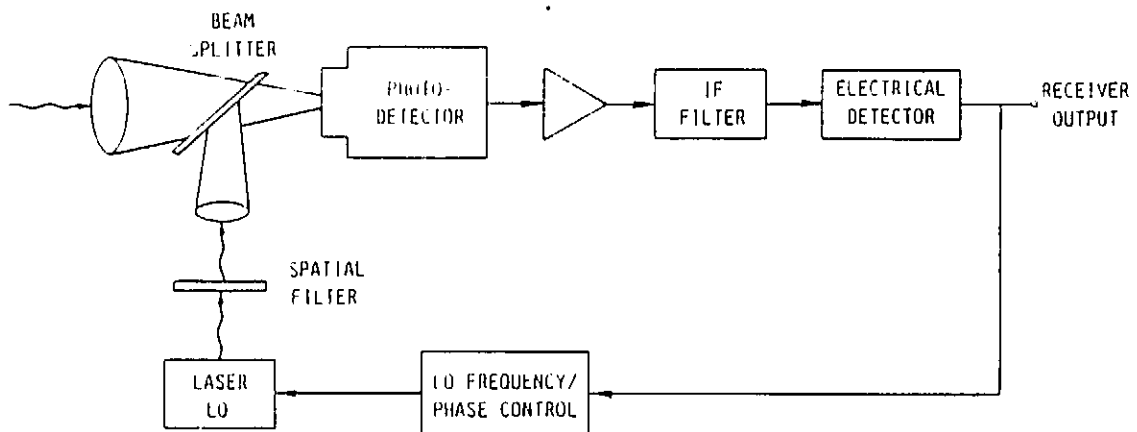 BEAM
SPLITTER
PHOTO-
DETECTOR
IF
FILTER
ELECTRICAL
DETECTOR
RECEIVER
OUTPUT
SPATIAL
FILTER
LASER
LO
LO FREQUENCY/
PHASE CONTROL